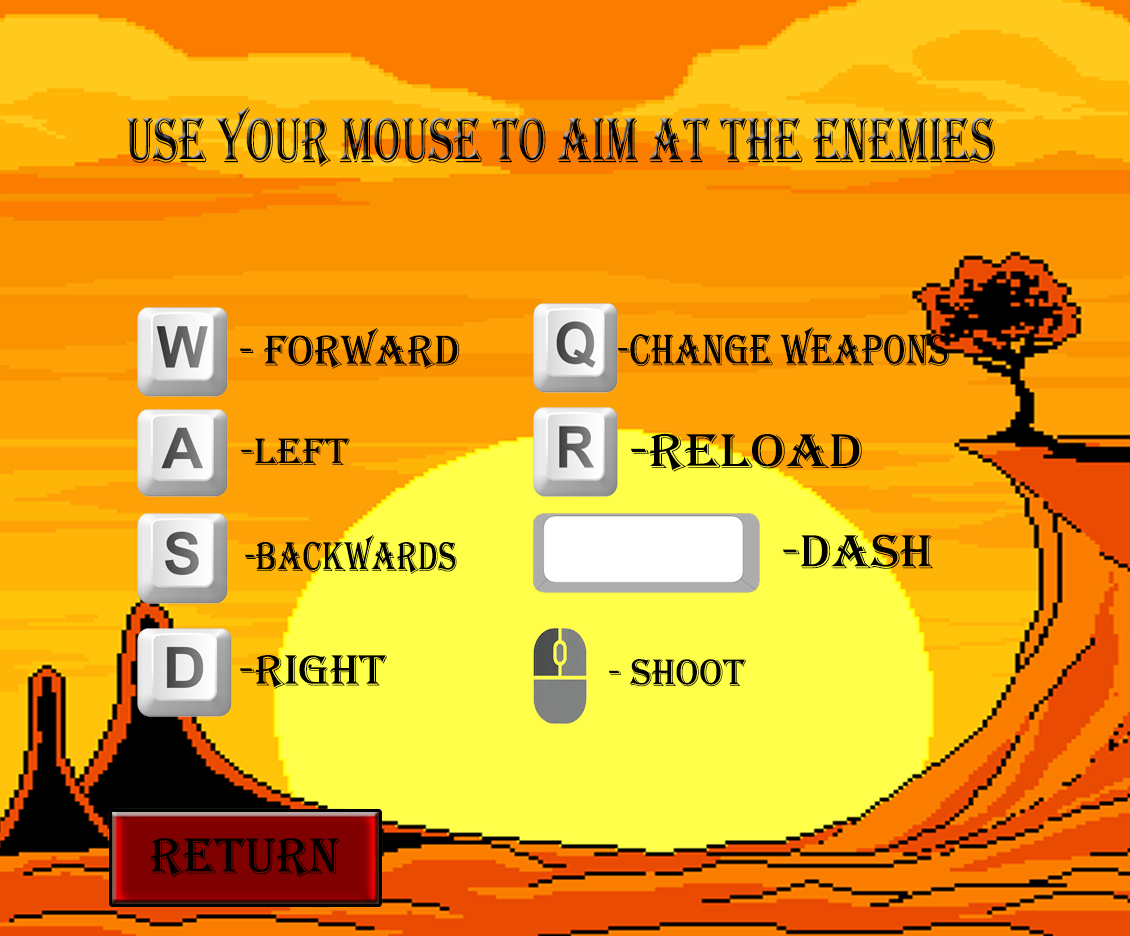 USE YOUR MOUSE TO AIM AT THE ENEMIES
W - FORWARD
A -LEFT
S -BACKWARDS
D -RIGHT
Q -CHANGE WEAPONS
R -RELOAD
-DASH
- SHOOT
RETURN